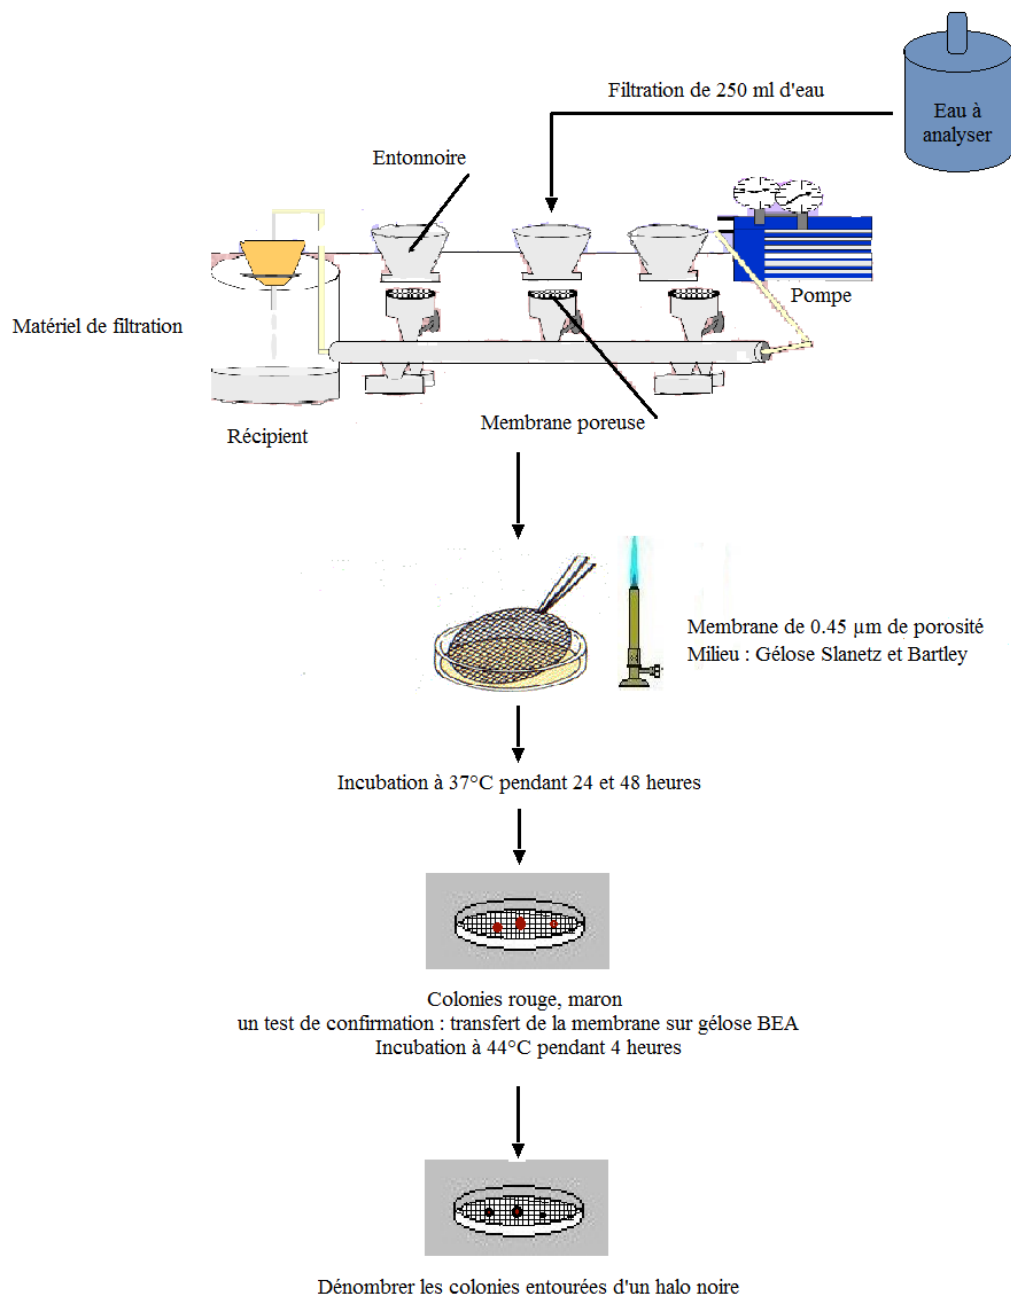 Filtration de 250 ml d'eau
Eau à
analyser
Entonnoire
Pompe
Matériel de filtration
Membrane poreuse
Récipient
Membrane de 0.45 µm de porosité
Milieu : Gélose Slanetz et Bartley
Incubation à 37°C pendant 24 et 48 heures
Colonies rouge, maron
un test de confirmation : transfert de la membrane sur gélose BEA
Incubation à 44°C pendant 4 heures
Dénombrer les colonies entourées d'un halo noire